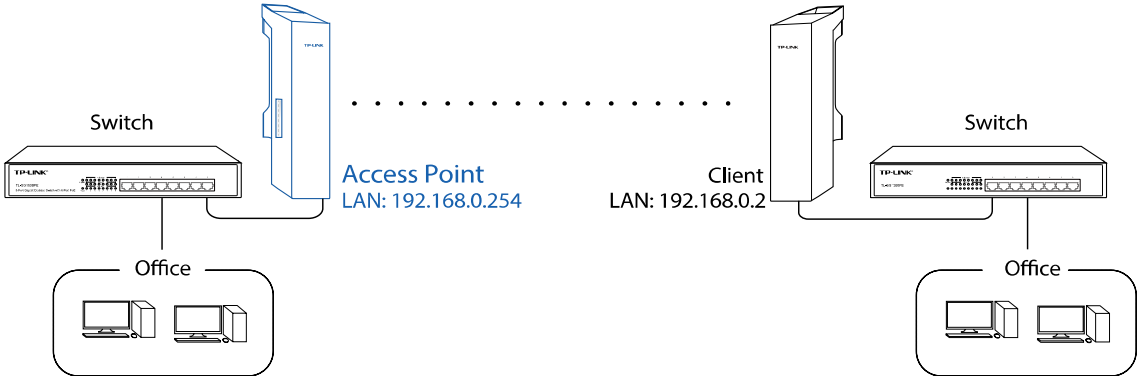 TP-LINK
TP-LINK
Switch
Switch
TP-LINK
Access Point
LAN: 192.168.0.254
Client
LAN: 192.168.0.2
TP-LINK
Office
Office